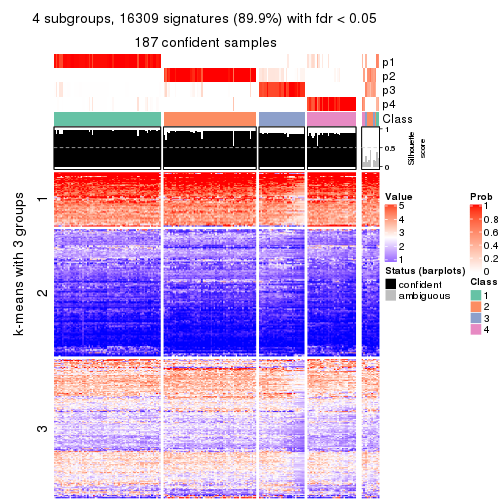 4 subgroups, 16309 signatures (89.9%) with fdr < 0.05
187 confident samples
p1
p2
p3
p4
Class
1
0.5
0
Silhouette
score
k-means with 3 groups
1
2
3
Value
5
4
3
2
1
Status (barplots)
confident
ambiguous
Prob
1
0.8
0.6
0.4
0.2
0
Class
1
2
3
4